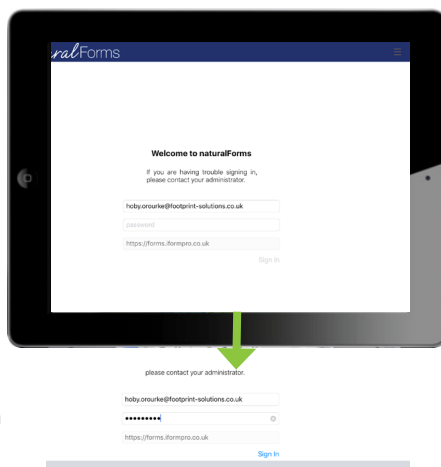 ralForms
Welcome to naturalForms
If you are having trouble signing in,
please contact your administrator.
hoby.orourke@footprint-solutions.co.uk
password
https://forms.iformpro.co.uk
Sign In
please contact your administrator.
hoby.orourke@footprint-solutions.co.uk
•••••••••
https://forms.iformpro.co.uk
Sign In